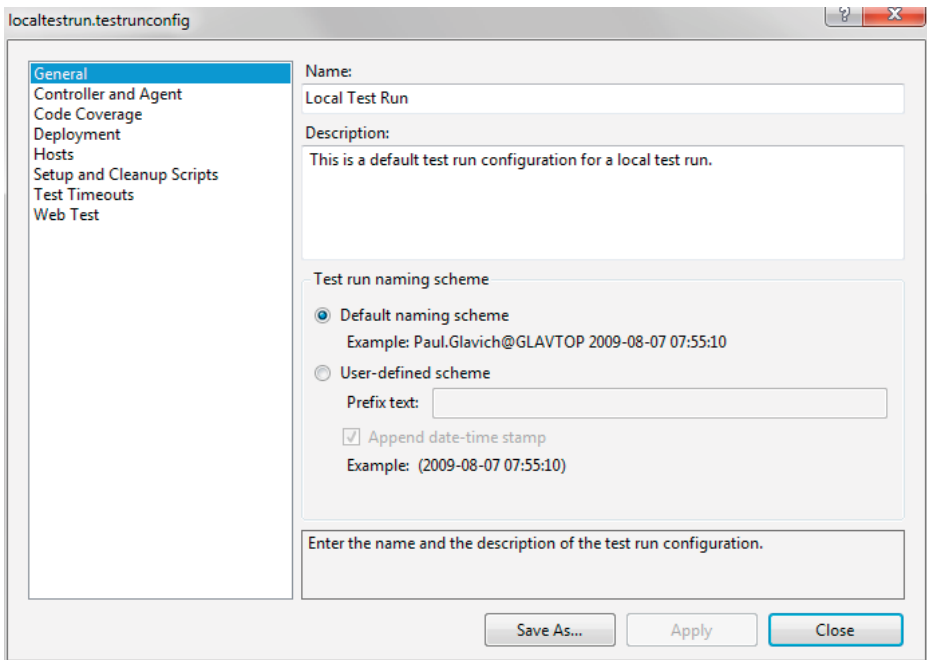 localtestrun.testrunconfig
?
X
General
Controller and Agent
Code Coverage
Deployment
Hosts
Setup and Cleanup Scripts
Test Timeouts
Web Test
Name:
Local Test Run
Description:
This is a default test run configuration for a local test run.
Test run naming scheme
Default naming scheme
Example: Paul.Glavich@GLAVTOP 2009-08-07 07:55:10
User-defined scheme
Prefix text:
Append date-time stamp
Example: (2009-08-07 07:55:10)
Enter the name and the description of the test run configuration.
Save As...
Apply
Close